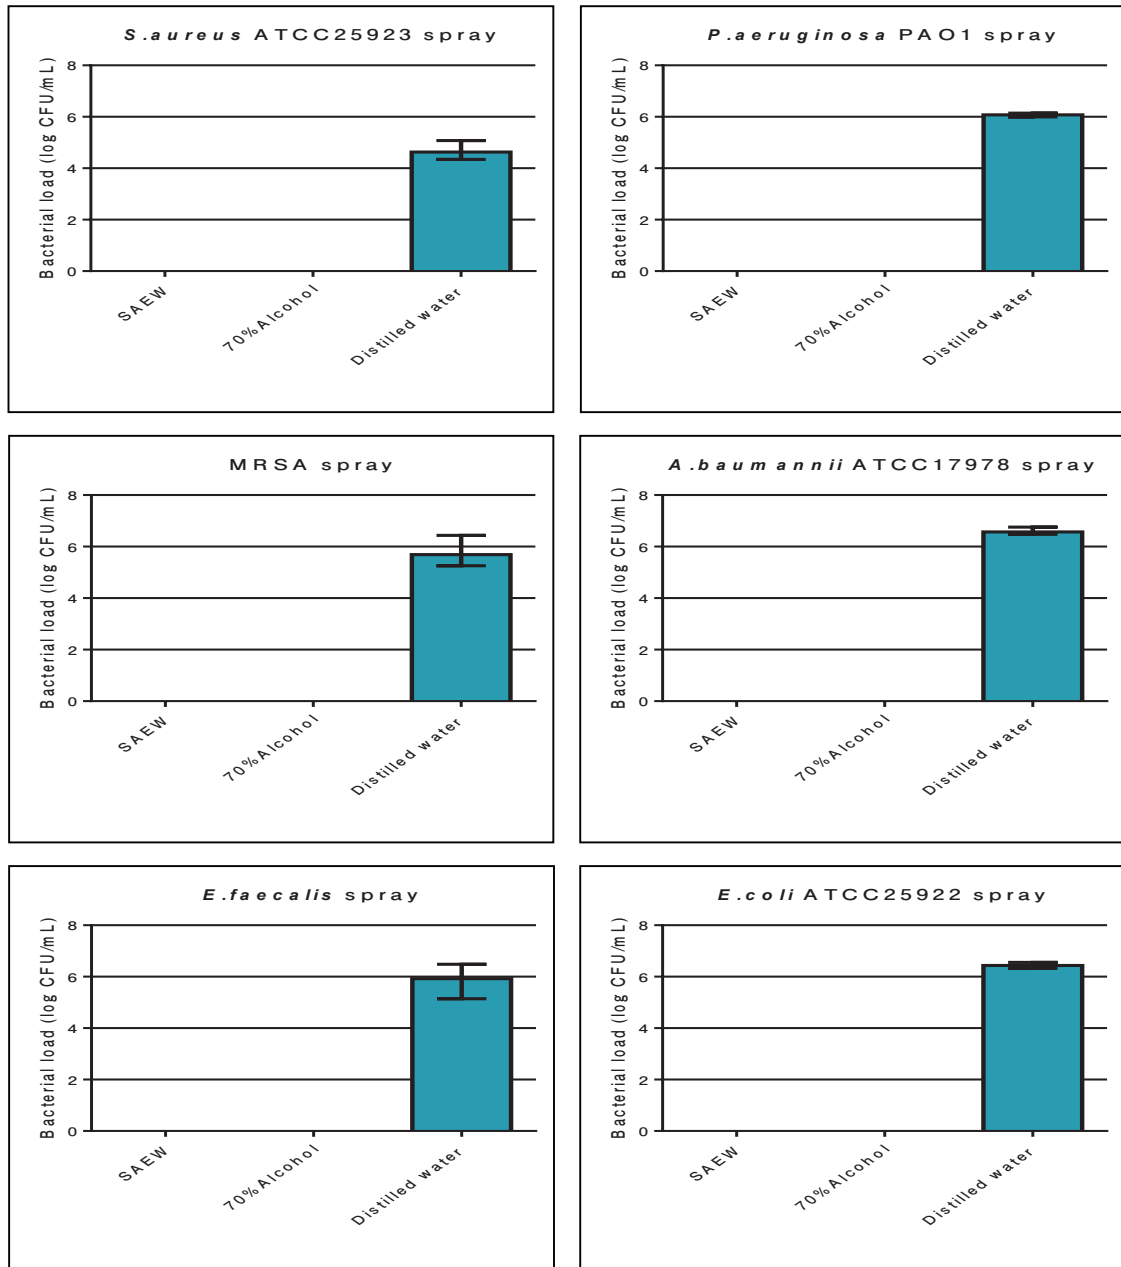 S.aureus ATCC25923 spray
Bacterial load (log CFU/mL)
8
6
4
2
0
SAEW
70%Alcohol
Distilled water
P.aeruginosa PAO1 spray
Bacterial load (log CFU/mL)
8
6
4
2
0
SAEW
70%Alcohol
Distilled water
MRSA spray
Bacterial load (log CFU/mL)
8
6
4
2
0
SAEW
70%Alcohol
Distilled water
A.baumannii ATCC17978 spray
Bacterial load (log CFU/mL)
8
6
4
2
0
SAEW
70%Alcohol
Distilled water
E.faecalis spray
Bacterial load (log CFU/mL)
8
6
4
2
0
SAEW
70%Alcohol
Distilled water
E.coli ATCC25922 spray
Bacterial load (log CFU/mL)
8
6
4
2
0
SAEW
70%Alcohol
Distilled water